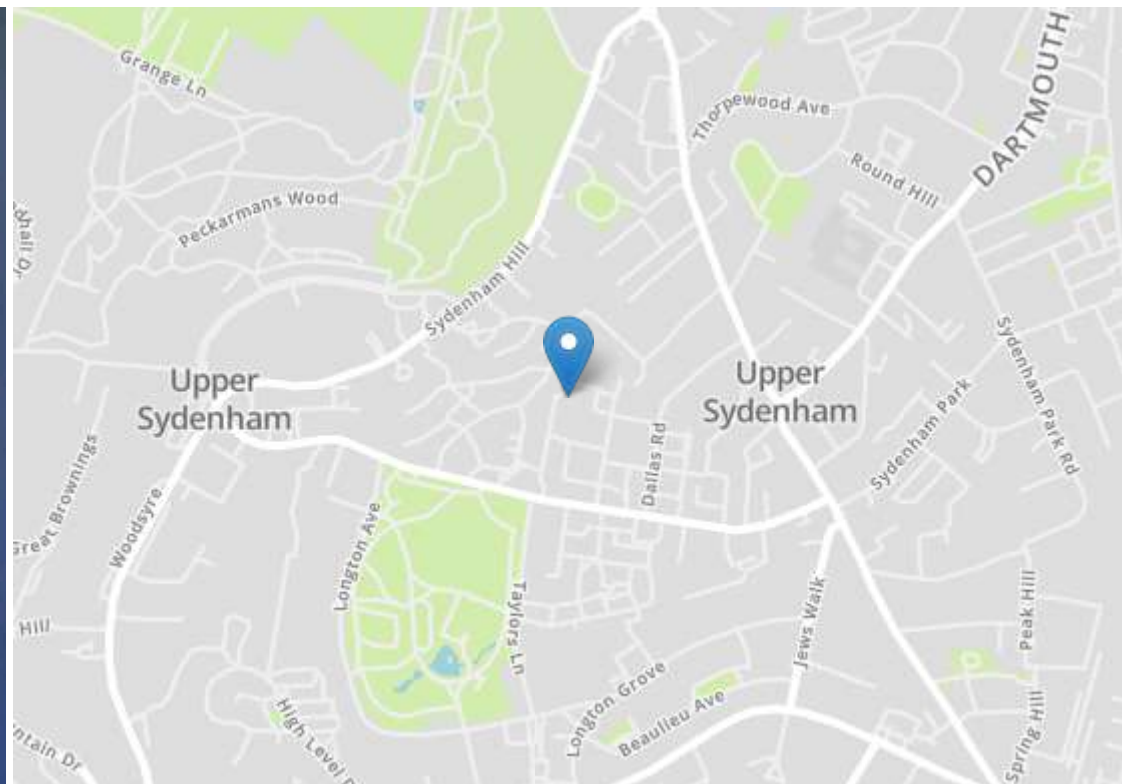 Grange Ln
Thorpewood Ave
DARTMOUTH
Round Hill
Peckarmans Wood
Sydenham Hill
Upper
Sydenham
Upper
Sydenham
Sydenham Park Rd
Sydenham Park
Dallas Rd
Great Brownings
Woodsyre
Longton Ave
Taylors Ln
Jews Walk
Peak Hill
Hill
Longton Grove
Beaulieu Ave
High Level
Spring Hill